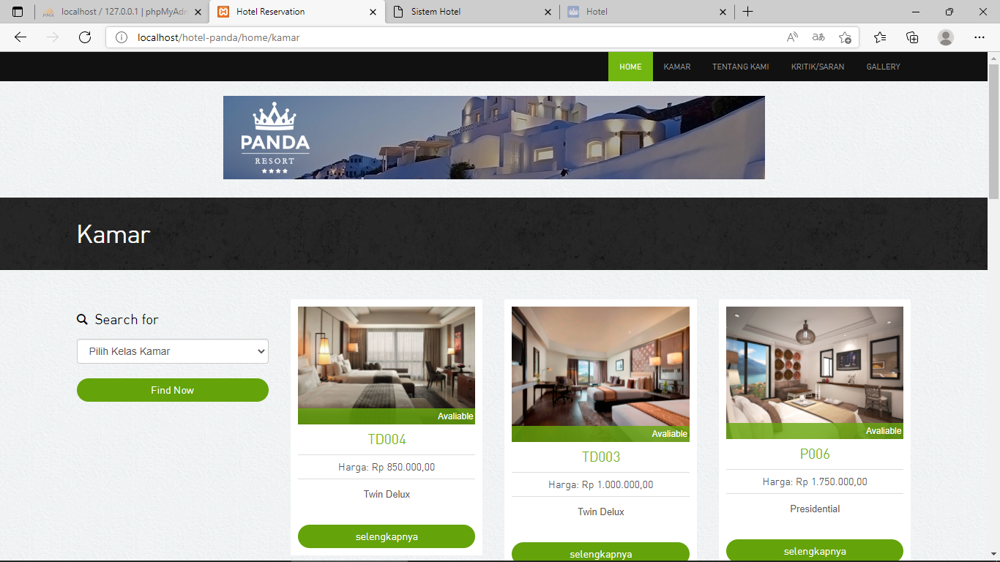 localhost / 127.0.0.1 | phpMyAdm
Hotel Reservation
Sistem Hotel
Hotel
localhost/hotel-panda/home/kamar
HOME
KAMAR
TENTANG KAMI
KRITIK/SARAN
GALLERY
PANDA
RESORT
Kamar
Search for
Pilih Kelas Kamar
Find Now
Avaliable
TD004
Harga: Rp 850.000,00
Twin Delux
selengkapnya
Avaliable
TD003
Harga: Rp 1.000.000,00
Twin Delux
selengkapnya
Avaliable
P006
Harga: Rp 1.750.000,00
Presidential
selengkapnya